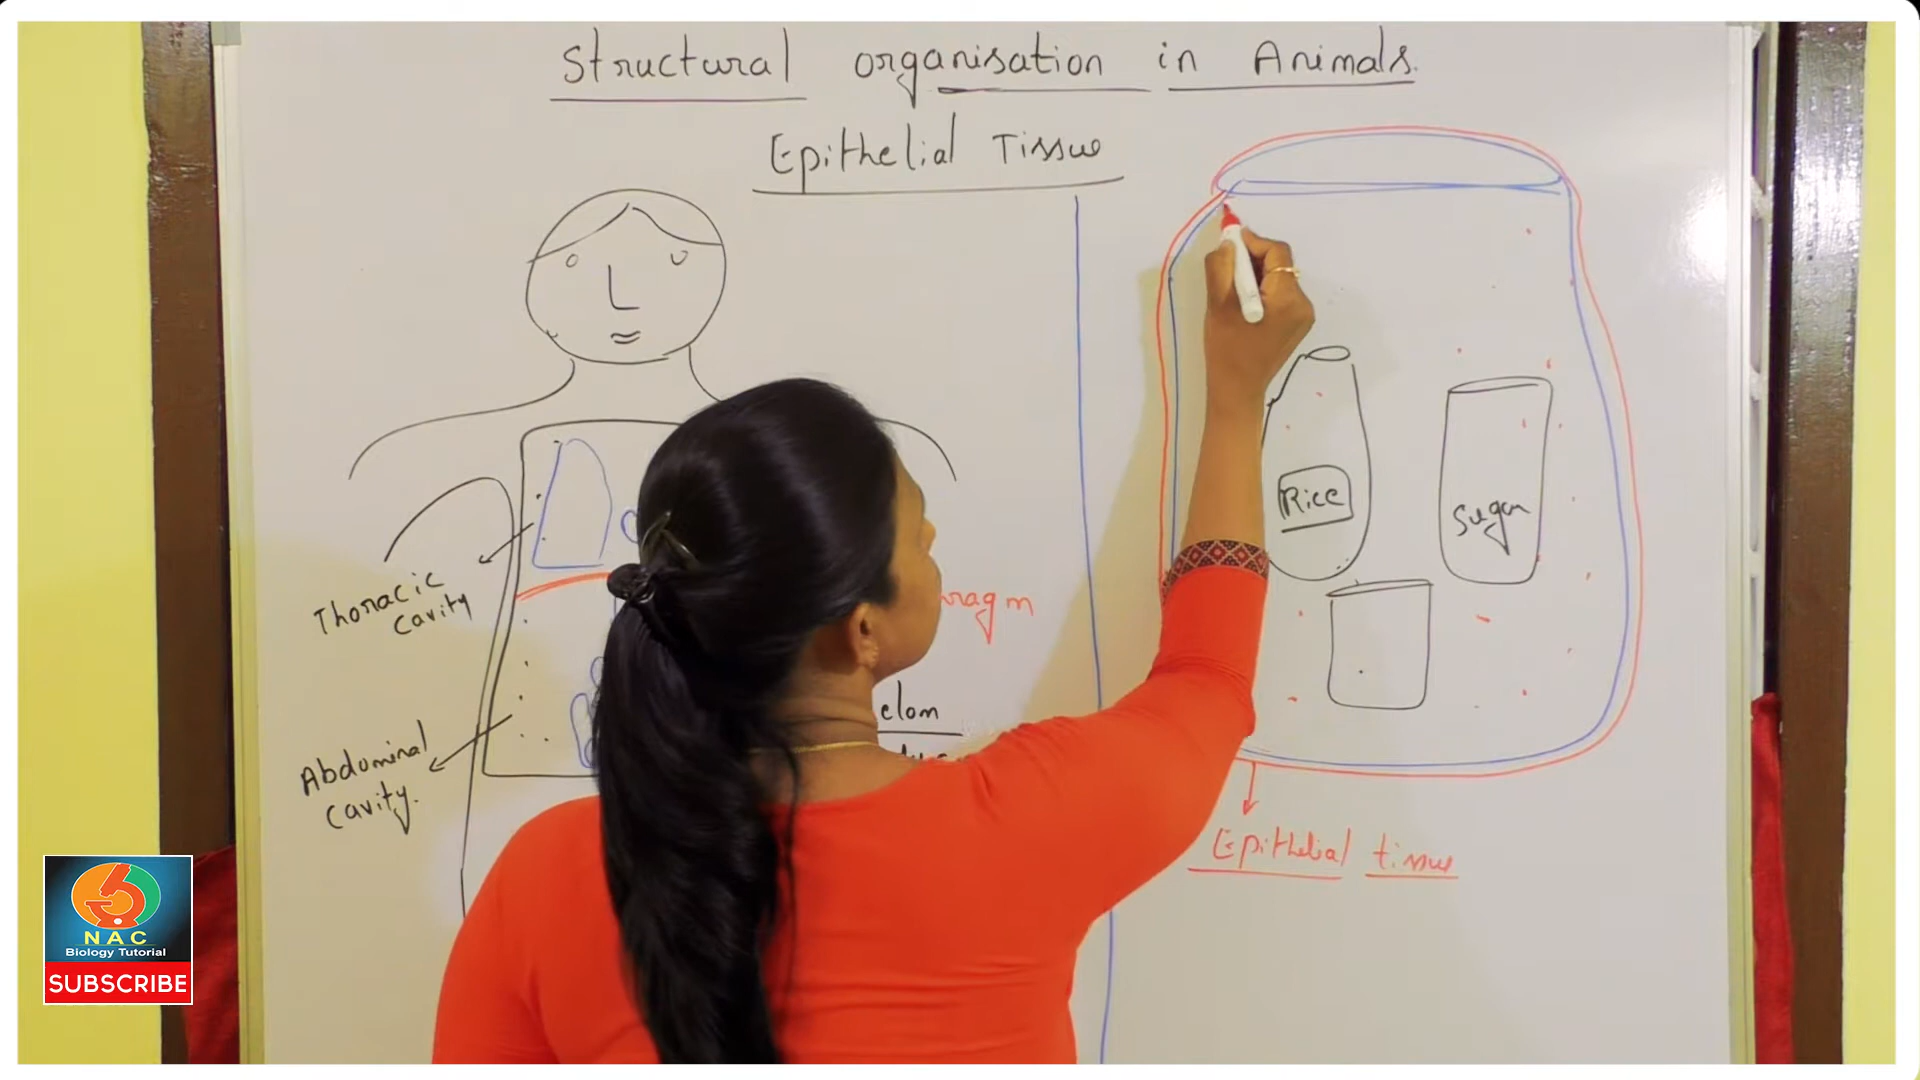 Structural organisation in Animals.
Epithelial Tissue
Rice
Sugar
Thoracic
cavity
ragm
elom
Abdominal
cavity.
Epithelial tissue
NAC
Biology Tutorial
SUBSCRIBE